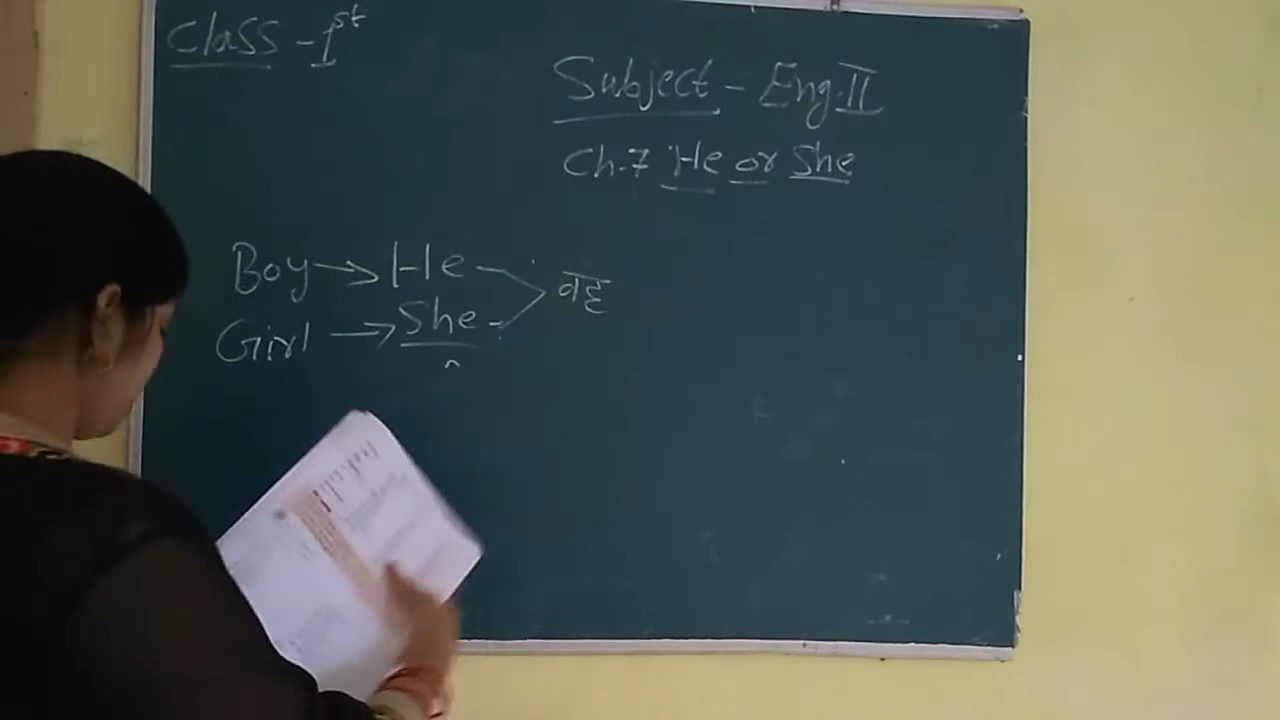 Class - 1st
Subject - Eng.II
Ch.7 He or She
Boy → He
Girl → She
वह